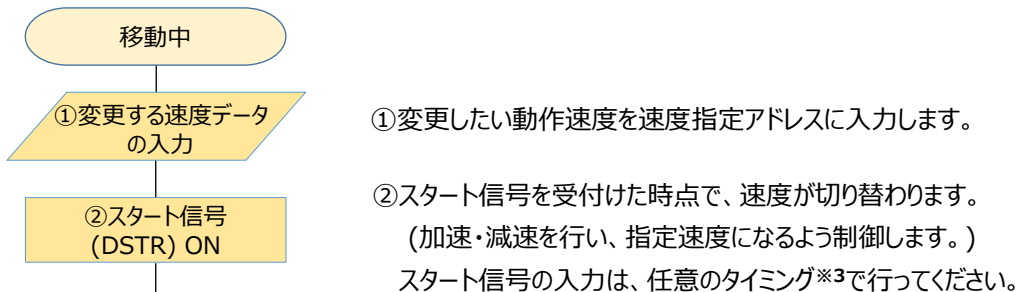 移動中
①変更する速度データ
の入力
①変更したい動作速度を速度指定アドレスに入力します。
②スタート信号
(DSTR) ON
②スタート信号を受付けた時点で、速度が切り替わります。
(加速・減速を行い、指定速度になるよう制御します。)
スタート信号の入力は、任意のタイミング※3で行ってください。